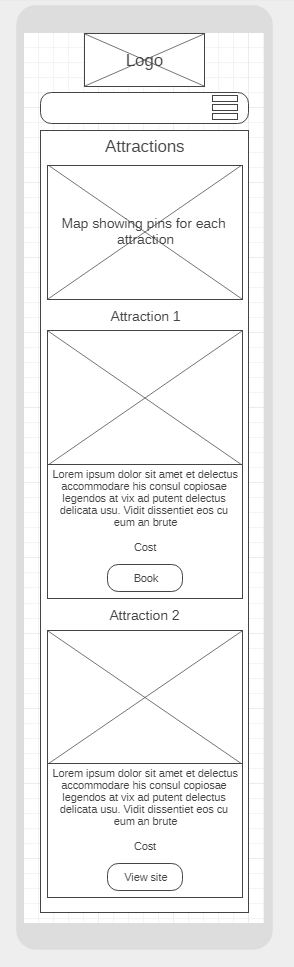 Logo
Attractions
Map showing pins for each
attraction
Attraction 1
Lorem ipsum dolor sit amet et delectus
accommodare his consul copiosae
legendos at vix ad putent delectus
delicata usu. Vidit dissentiet eos cu
eum an brute
Cost
Book
Attraction 2
Lorem ipsum dolor sit amet et delectus
accommodare his consul copiosae
legendos at vix ad putent delectus
delicata usu. Vidit dissentiet eos cu
eum an brute
Cost
View site